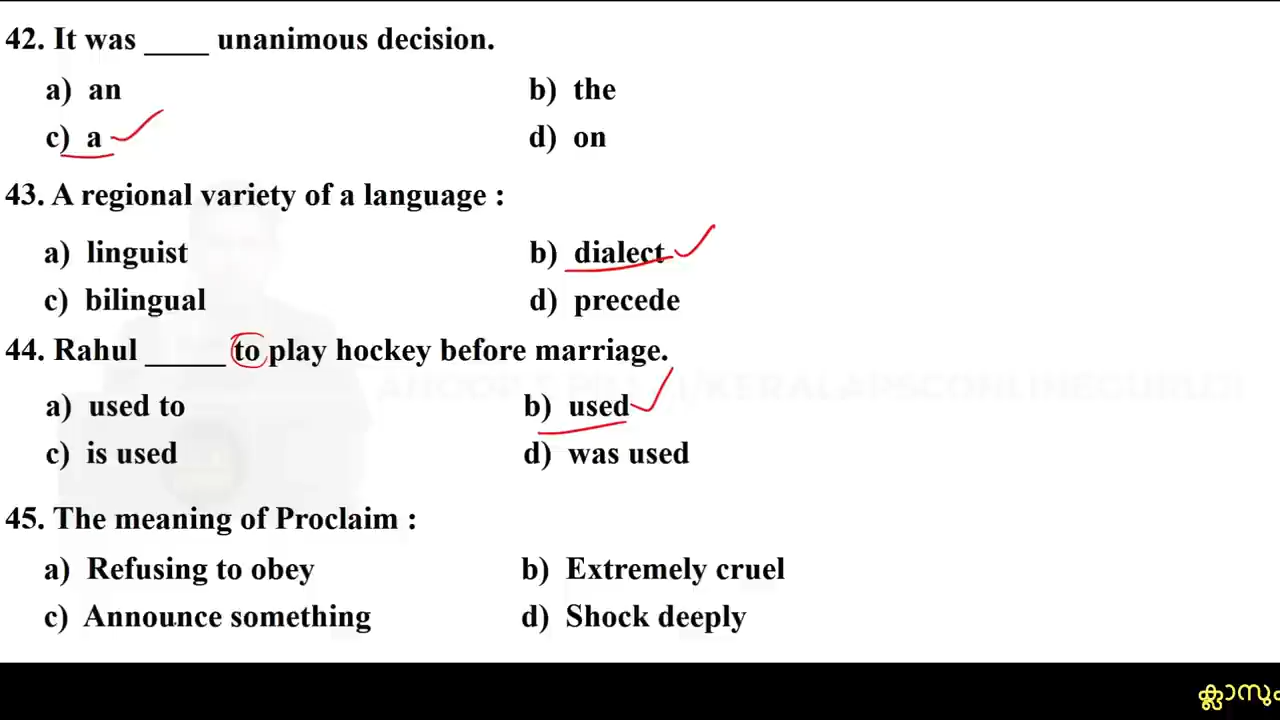 42. It was ____ unanimous decision.
a) an b) the
c) a d) on
43. A regional variety of a language :
a) linguist b) dialect
c) bilingual d) precede
44. Rahul _____ to play hockey before marriage.
a) used to b) used
c) is used d) was used
45. The meaning of Proclaim :
a) Refusing to obey b) Extremely cruel
c) Announce something d) Shock deeply